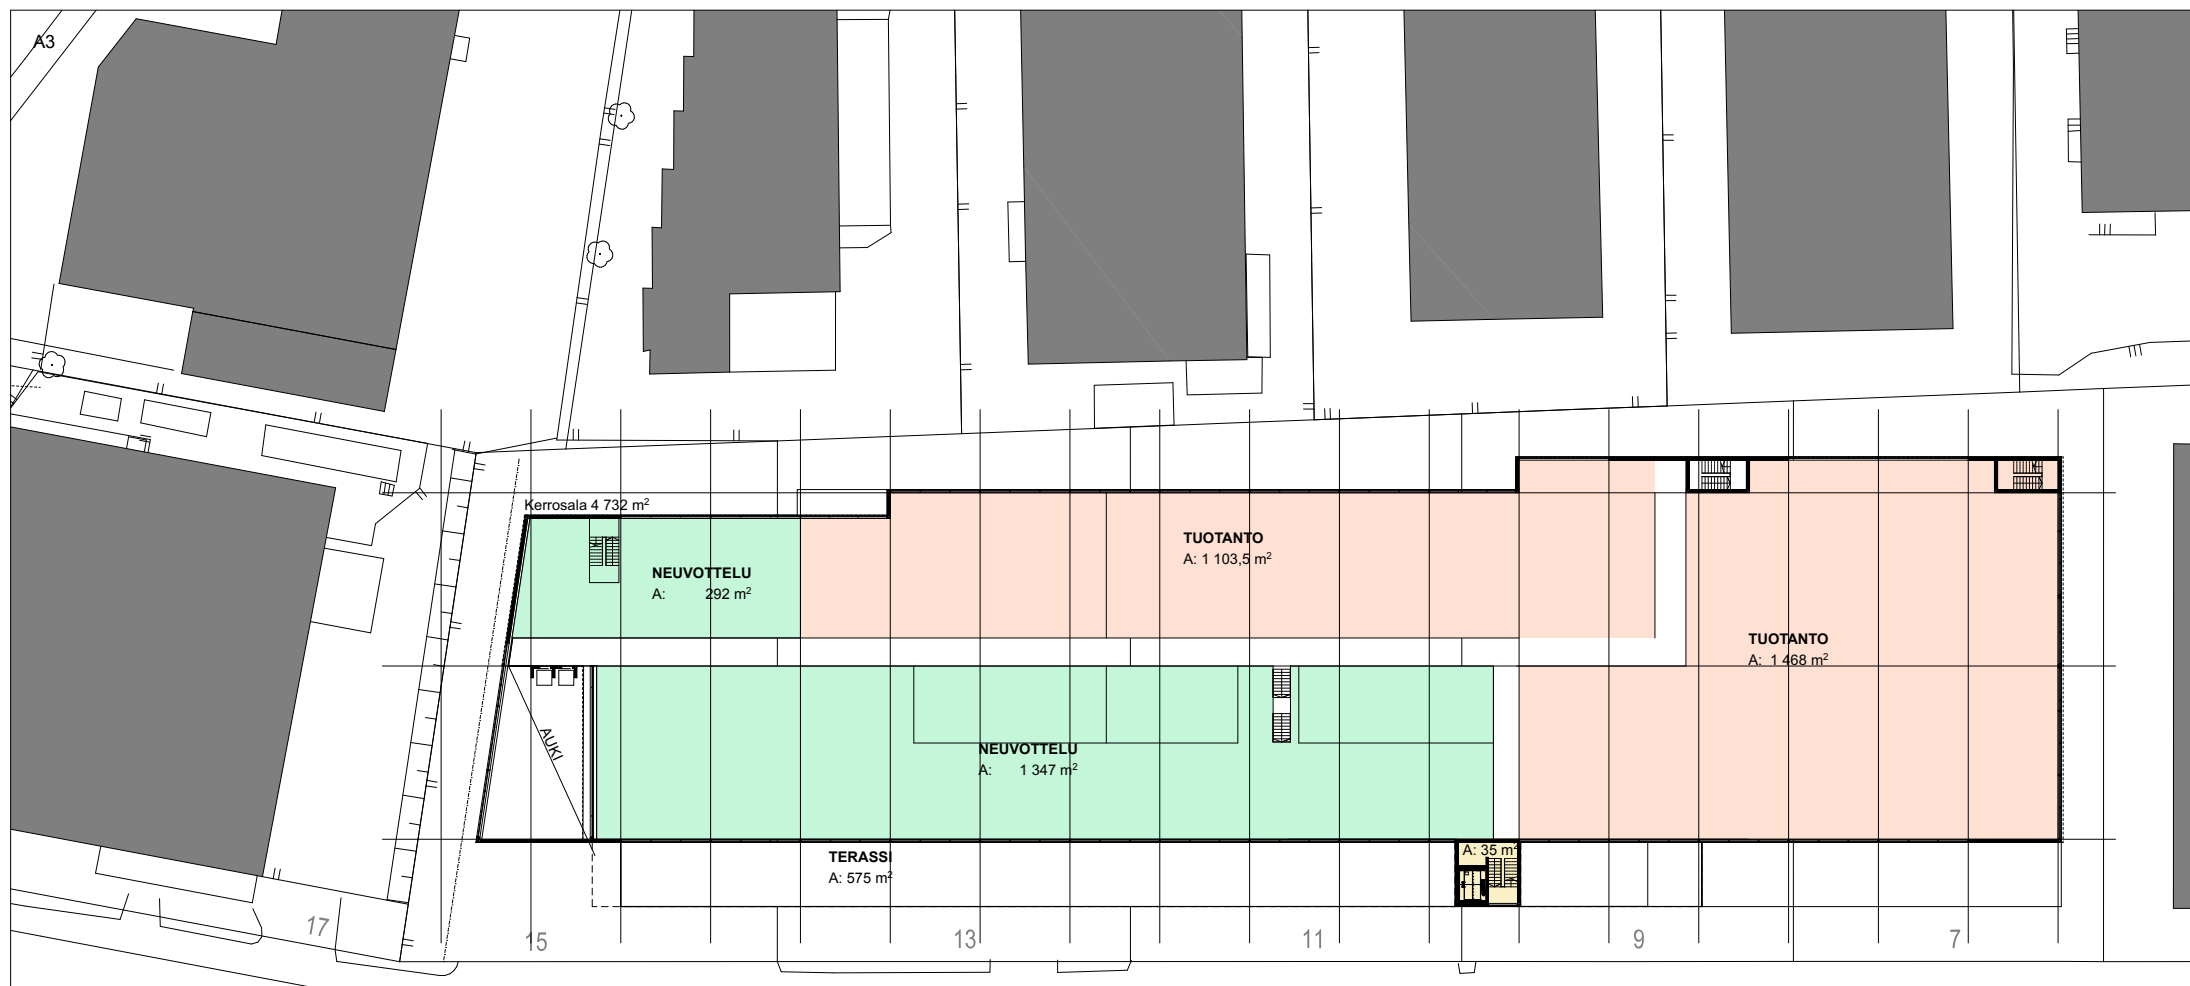 A3
Kerrosala 4 732 m²
TUOTANTO
A: 1 103,5 m²
NEUVOTTELU
A: 292 m²
TUOTANTO
A: 1 468 m²
AUKI
NEUVOTTELU
A: 1 347 m²
TERASSI
A: 575 m²
A: 35 m²
17
15
13
11
9
7